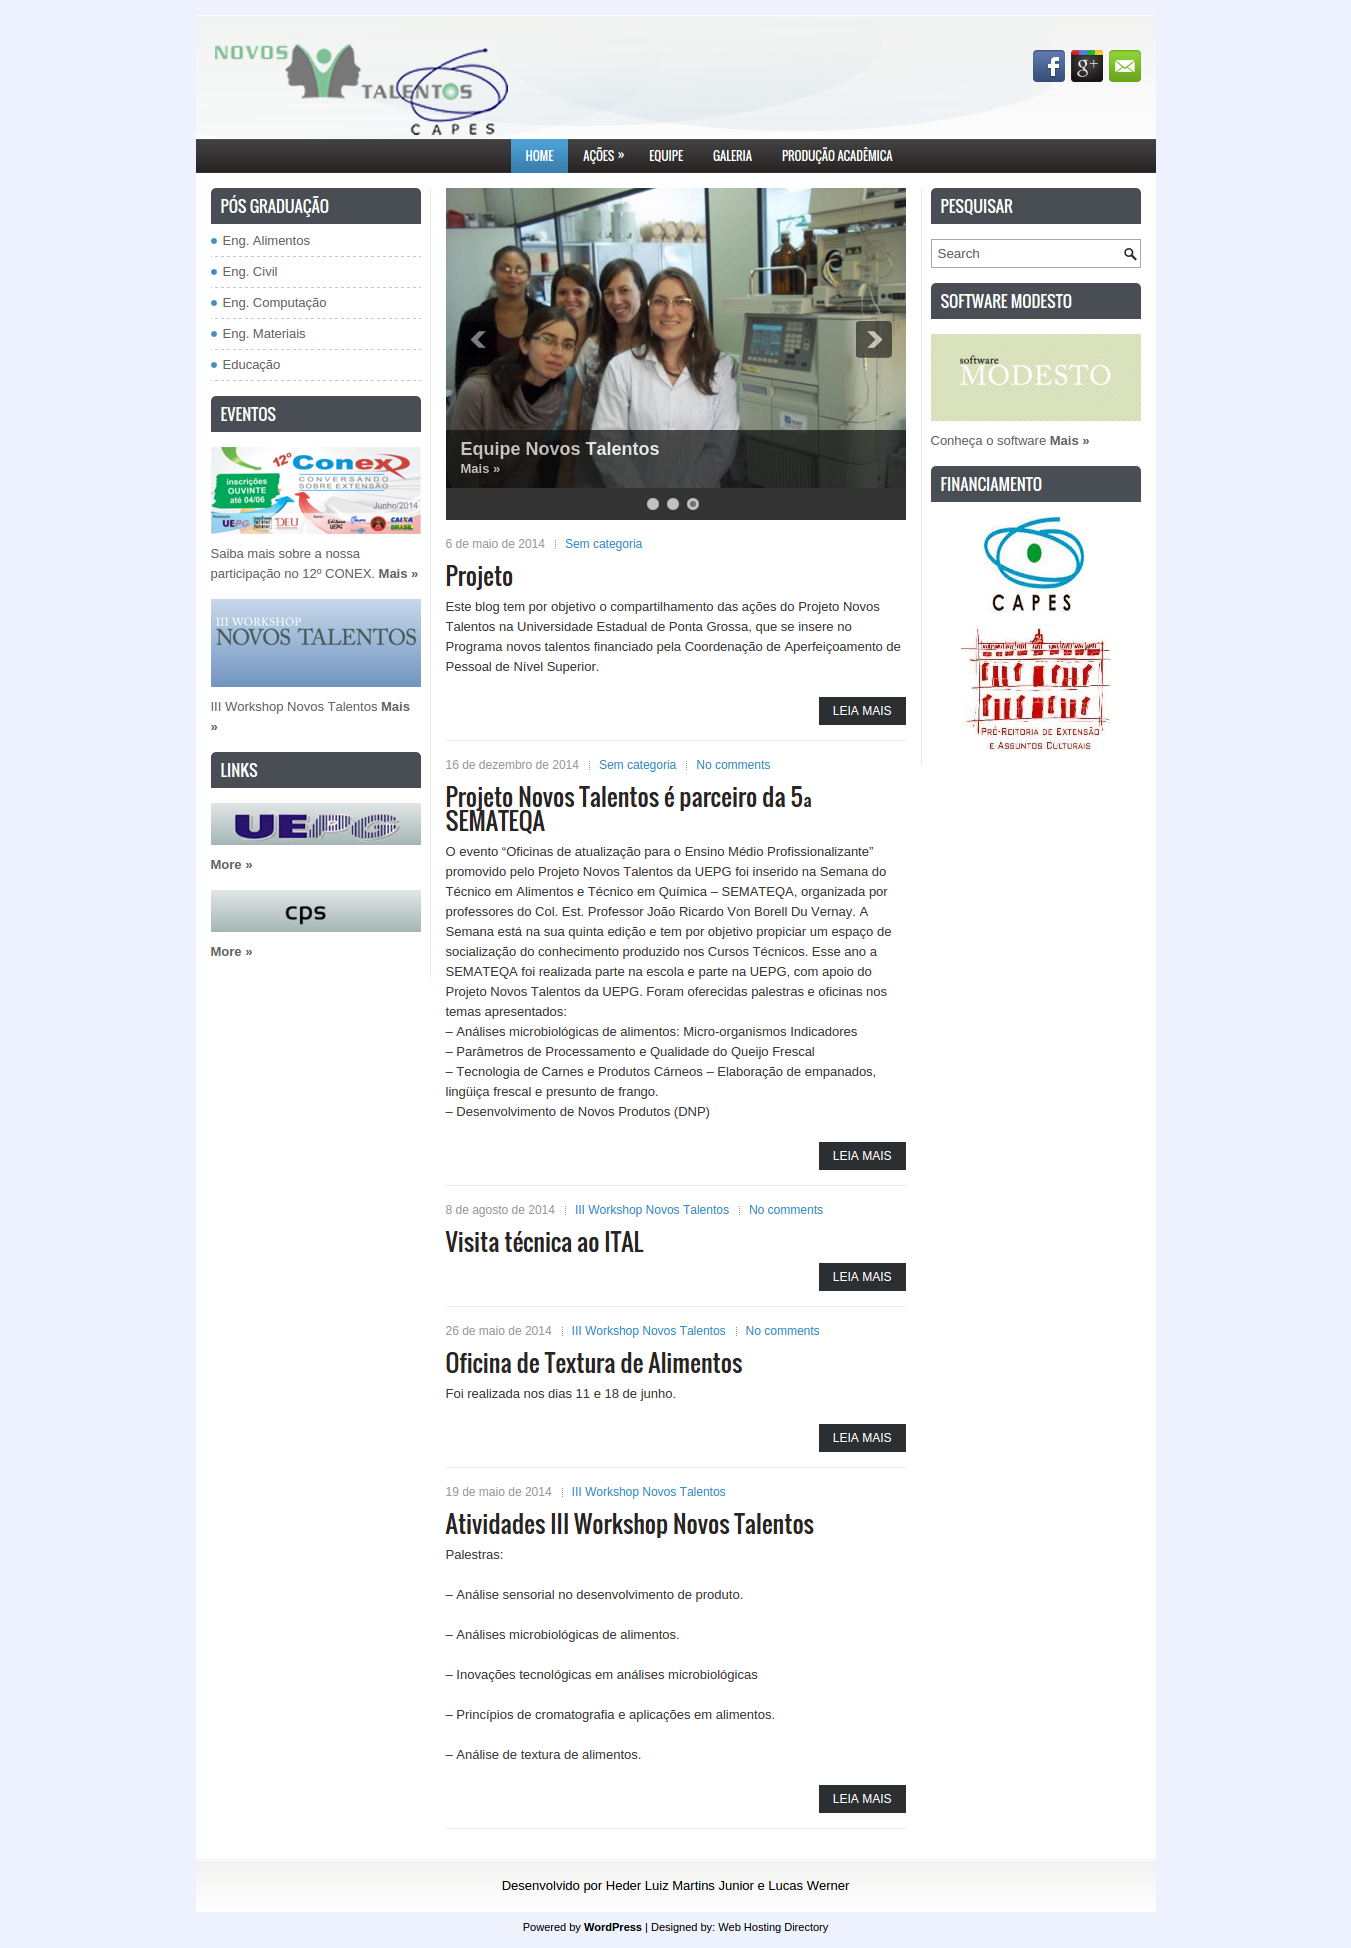 NOVOS
TALENTOS
CAPES
HOME
AÇÕES »
EQUIPE
GALERIA
PRODUÇÃO ACADÊMICA
PÓS GRADUAÇÃO
Eng. Alimentos
Eng. Civil
Eng. Computação
Eng. Materiais
Educação
EVENTOS
12º Conex
CONVERSANDO
SOBRE EXTENSÃO
inscrições
OUVINTE
até 04/06
Junho/2014
UEPG
DEU
CAIXA
BRASIL
Saiba mais sobre a nossa
participação no 12º CONEX. Mais »
III WORKSHOP
NOVOS TALENTOS
III Workshop Novos Talentos Mais
»
LINKS
UEPG
More »
cps
More »
Equipe Novos Talentos
Mais »
6 de maio de 2014
Sem categoria
Projeto
Este blog tem por objetivo o compartilhamento das ações do Projeto Novos
Talentos na Universidade Estadual de Ponta Grossa, que se insere no
Programa novos talentos financiado pela Coordenação de Aperfeiçoamento de
Pessoal de Nível Superior.
LEIA MAIS
16 de dezembro de 2014
Sem categoria
No comments
Projeto Novos Talentos é parceiro da 5ª
SEMATEQA
O evento “Oficinas de atualização para o Ensino Médio Profissionalizante”
promovido pelo Projeto Novos Talentos da UEPG foi inserido na Semana do
Técnico em Alimentos e Técnico em Química – SEMATEQA, organizada por
professores do Col. Est. Professor João Ricardo Von Borell Du Vernay. A
Semana está na sua quinta edição e tem por objetivo propiciar um espaço de
socialização do conhecimento produzido nos Cursos Técnicos. Esse ano a
SEMATEQA foi realizada parte na escola e parte na UEPG, com apoio do
Projeto Novos Talentos da UEPG. Foram oferecidas palestras e oficinas nos
temas apresentados:
– Análises microbiológicas de alimentos: Micro-organismos Indicadores
– Parâmetros de Processamento e Qualidade do Queijo Frescal
– Tecnologia de Carnes e Produtos Cárneos – Elaboração de empanados,
lingüiça frescal e presunto de frango.
– Desenvolvimento de Novos Produtos (DNP)
LEIA MAIS
8 de agosto de 2014
III Workshop Novos Talentos
No comments
Visita técnica ao ITAL
LEIA MAIS
26 de maio de 2014
III Workshop Novos Talentos
No comments
Oficina de Textura de Alimentos
Foi realizada nos dias 11 e 18 de junho.
LEIA MAIS
19 de maio de 2014
III Workshop Novos Talentos
Atividades III Workshop Novos Talentos
Palestras:
– Análise sensorial no desenvolvimento de produto.
– Análises microbiológicas de alimentos.
– Inovações tecnológicas em análises microbiológicas
– Princípios de cromatografia e aplicações em alimentos.
– Análise de textura de alimentos.
LEIA MAIS
PESQUISAR
Search
SOFTWARE MODESTO
software
MODESTO
Conheça o software Mais »
FINANCIAMENTO
CAPES
PRÓ-REITORIA DE EXTENSÃO
E ASSUNTOS CULTURAIS
Desenvolvido por Heder Luiz Martins Junior e Lucas Werner
Powered by WordPress | Designed by: Web Hosting Directory